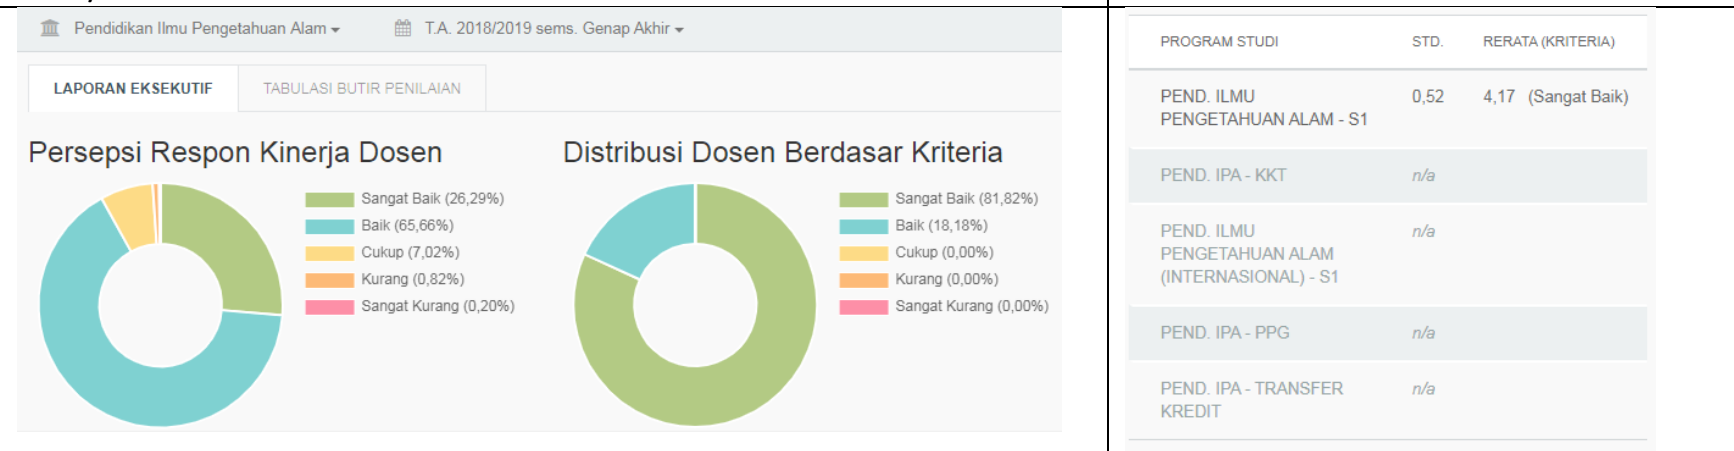 Pendidikan Ilmu Pengetahuan Alam
T.A. 2018/2019 sems. Genap Akhir
LAPORAN EKSEKUTIF
TABULASI BUTIR PENILAIAN
Persepsi Respon Kinerja Dosen
Sangat Baik (26,29%)
Baik (65,66%)
Cukup (7,02%)
Kurang (0,82%)
Sangat Kurang (0,20%)
Distribusi Dosen Berdasar Kriteria
Sangat Baik (81,82%)
Baik (18,18%)
Cukup (0,00%)
Kurang (0,00%)
Sangat Kurang (0,00%)
PROGRAM STUDI STD. RERATA (KRITERIA)
PEND. ILMU 0,52 4,17 (Sangat Baik)
PENGETAHUAN ALAM - S1
PEND. IPA - KKT n/a
PEND. ILMU n/a
PENGETAHUAN ALAM
(INTERNASIONAL) - S1
PEND. IPA - PPG n/a
PEND. IPA - TRANSFER n/a
KREDIT